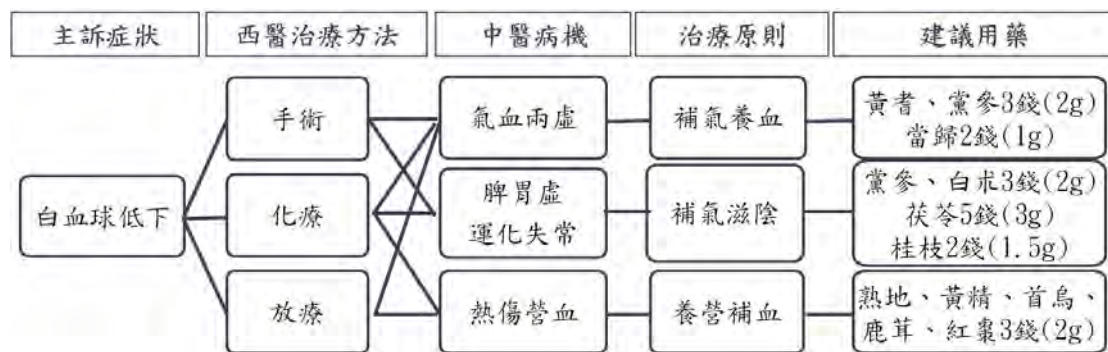 主訴症狀
西醫治療方法
中醫病機
治療原則
建議用藥
手術
氣血兩虛
補氣養血
黃耆、黨參3錢(2g)
當歸2錢(1g)
白血球低下
化療
脾胃虛
運化失常
補氣滋陰
黨參、白朮3錢(2g)
茯苓5錢(3g)
桂枝2錢(1.5g)
放療
熱傷營血
養營補血
熟地、黃精、首烏、
鹿茸、紅棗3錢(2g)